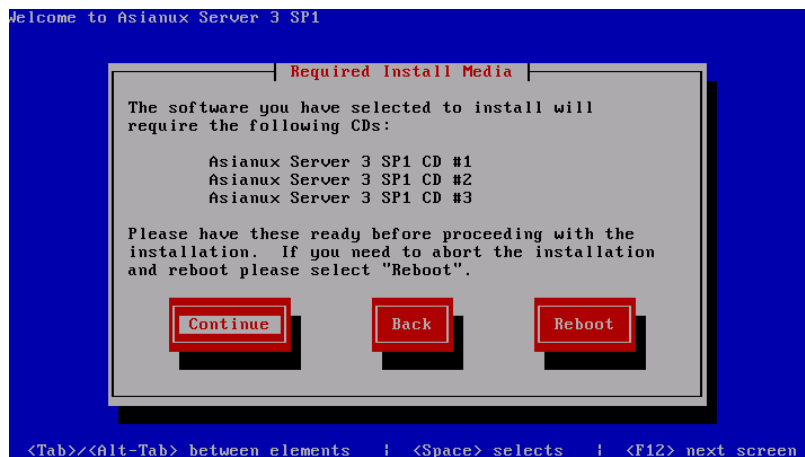 Welcome to Asianux Server 3 SP1
Required Install Media
The software you have selected to install will
require the following CDs:
Asianux Server 3 SP1 CD #1
Asianux Server 3 SP1 CD #2
Asianux Server 3 SP1 CD #3
Please have these ready before proceeding with the
installation.  If you need to abort the installation
and reboot please select "Reboot".
Continue Back Reboot
<Tab>/<Alt-Tab> between elements | <Space> selects | <F12> next screen